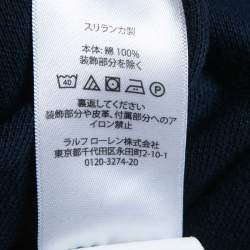 スリランカ製
本体: 綿 100%
装飾部分を除く
40
P
裏返してください
装飾部分や皮革、付属部分へのア
イロン禁止
ラルフ ローレン株式会社
東京都千代田区永田町2-10-1
0120-3274-20